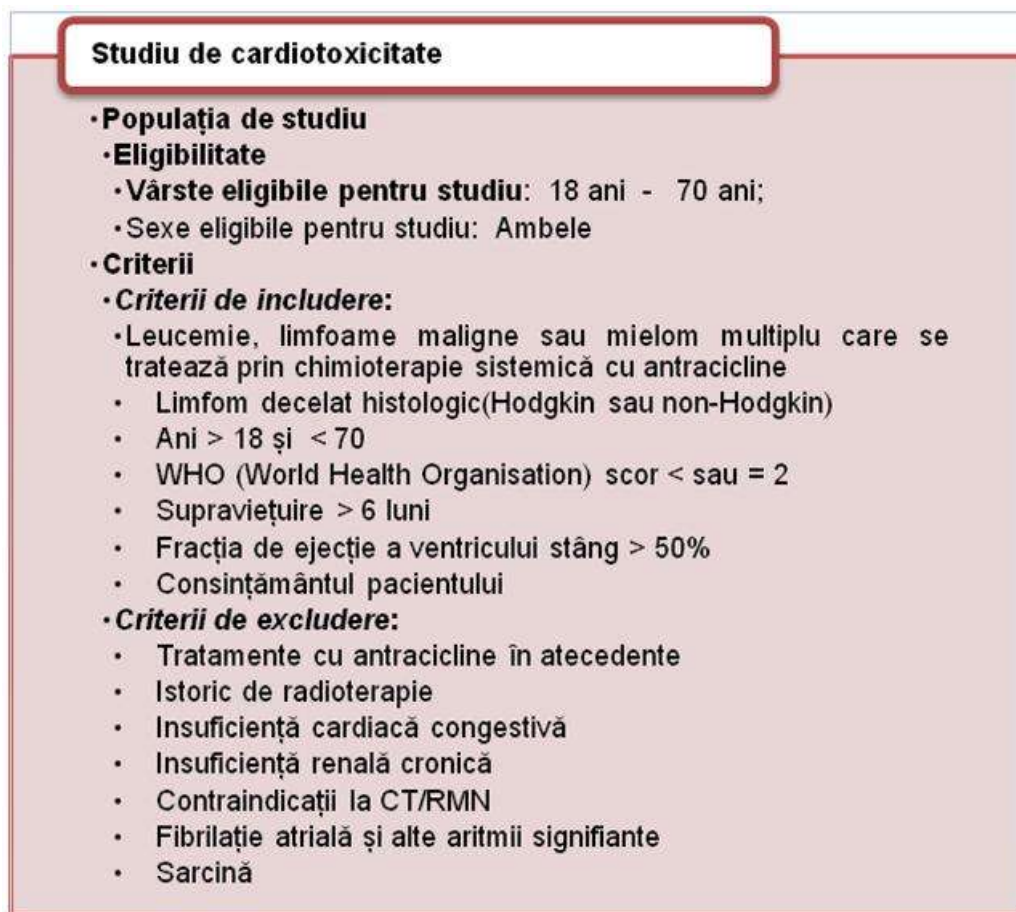 Studiu de cardiotoxicitate
·Populația de studiu
·Eligibilitate
·Vârste eligibile pentru studiu: 18 ani - 70 ani;
·Sexe eligibile pentru studiu: Ambele
·Criterii
·Criterii de includere:
·Leucemie, limfoame maligne sau mielom multiplu care se
tratează prin chimioterapie sistemică cu antracicline
· Limfom decelat histologic(Hodgkin sau non-Hodgkin)
· Ani > 18 și < 70
· WHO (World Health Organisation) scor < sau = 2
· Supraviețuire > 6 luni
· Fracția de ejecție a ventricului stâng > 50%
· Consințământul pacientului
·Criterii de excludere:
· Tratamente cu antracicline în atecedente
· Istoric de radioterapie
· Insuficiență cardiacă congestivă
· Insuficiență renală cronică
· Contraindicații la CT/RMN
· Fibrilație atrială și alte aritmii signifiante
· Sarcină